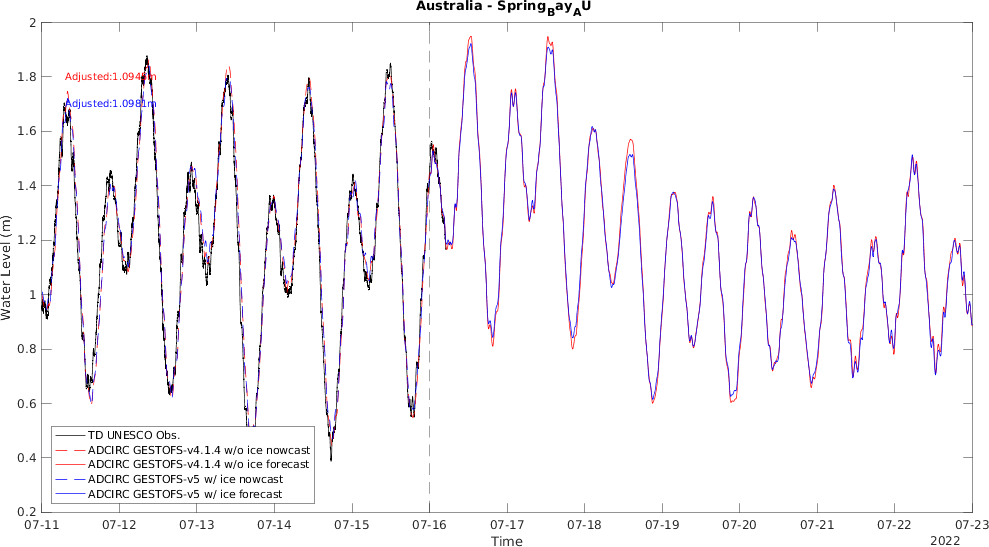 Australia - SpringBayAU
Water Level (m)
2
1.8
1.6
1.4
1.2
1
0.8
0.6
0.4
0.2
Adjusted:1.0945m
Adjusted:1.0981m
TD UNESCO Obs.
ADCIRC GESTOFS-v4.1.4 w/o ice nowcast
ADCIRC GESTOFS-v4.1.4 w/o ice forecast
ADCIRC GESTOFS-v5 w/ ice nowcast
ADCIRC GESTOFS-v5 w/ ice forecast
07-11 07-12 07-13 07-14 07-15 07-16 07-17 07-18 07-19 07-20 07-21 07-22 07-23
Time
2022